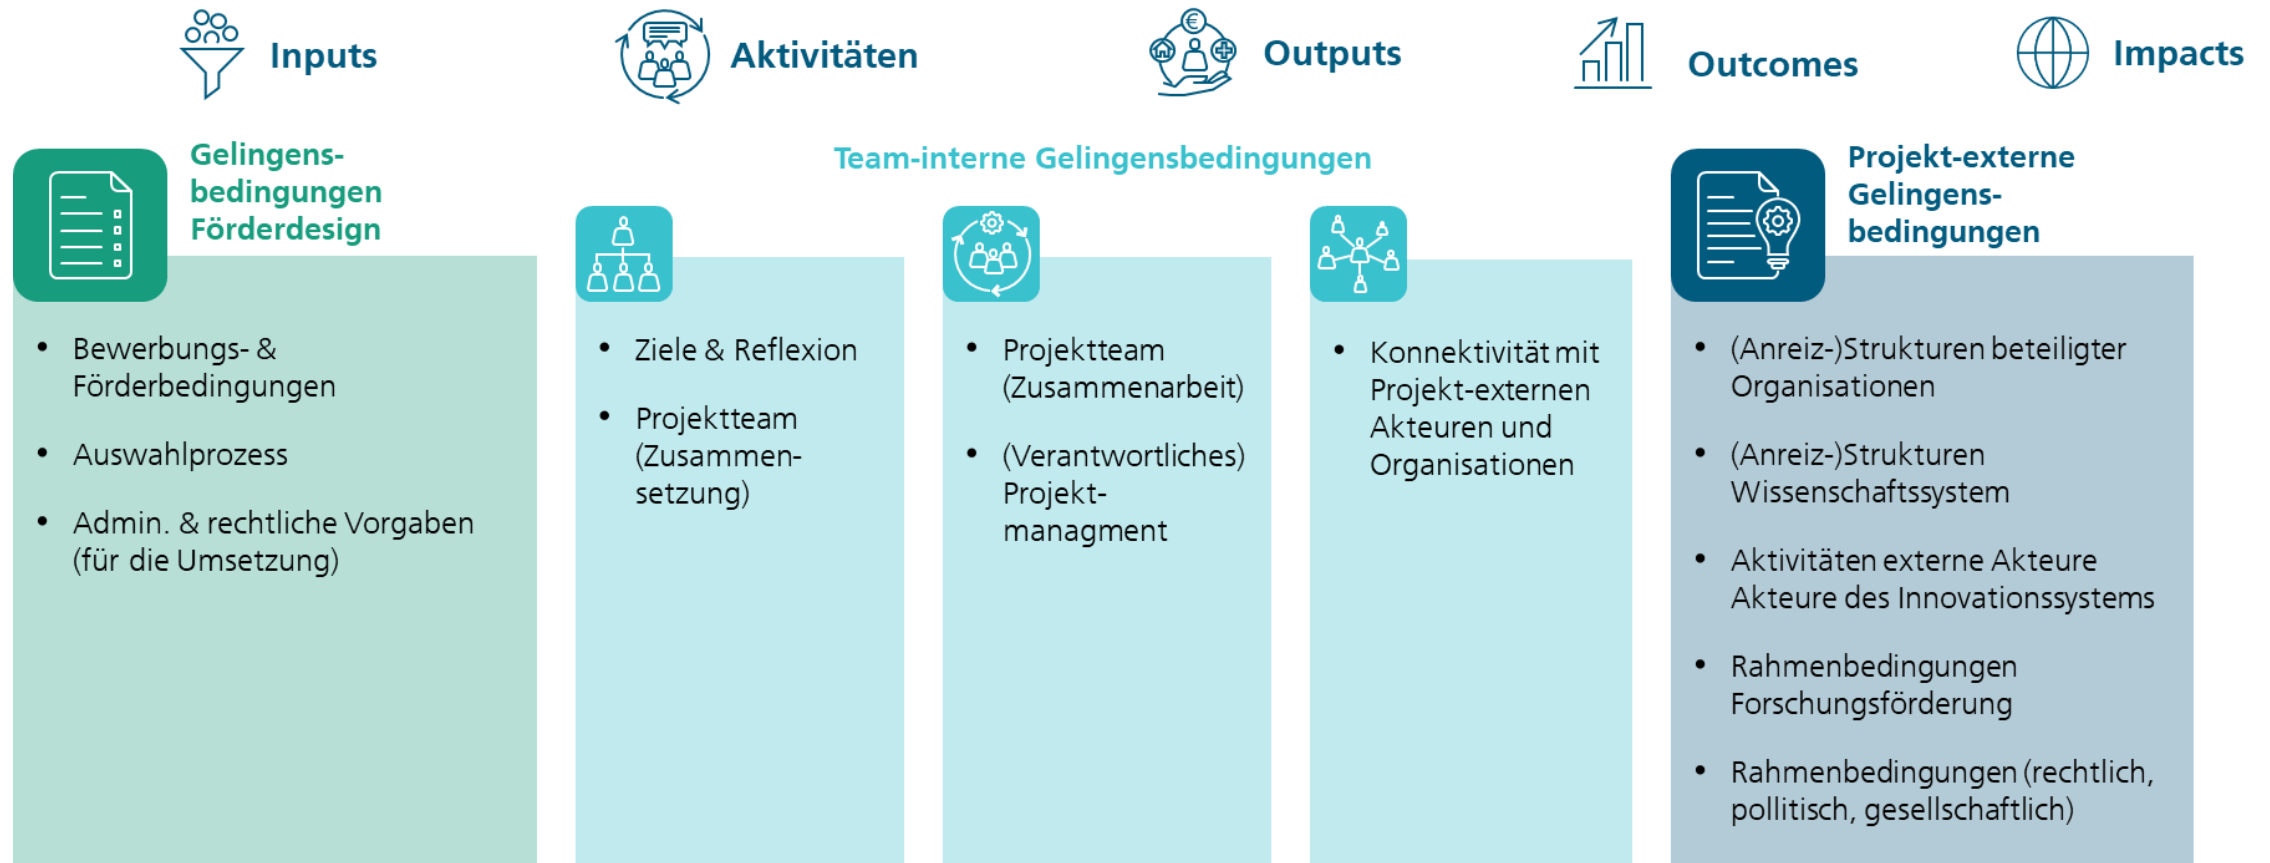 Inputs
Aktivitäten
Outputs
Outcomes
Impacts
Gelingens-
bedingungen
Förderdesign
Team-interne Gelingensbedingungen
Projekt-externe
Gelingens-
bedingungen
• Bewerbungs- &
Förderbedingungen
• Auswahlprozess
• Admin. & rechtliche Vorgaben
(für die Umsetzung)
• Ziele & Reflexion
• Projektteam
(Zusammen-
setzung)
• Projektteam
(Zusammenarbeit)
• (Verantwortliches)
Projekt-
managment
• Konnektivität mit
Projekt-externen
Akteuren und
Organisationen
• (Anreiz-)Strukturen beteiligter
Organisationen
• (Anreiz-)Strukturen
Wissenschaftssystem
• Aktivitäten externe Akteure
Akteure des Innovationssystems
• Rahmenbedingungen
Forschungsförderung
• Rahmenbedingungen (rechtlich,
pollitisch, gesellschaftlich)